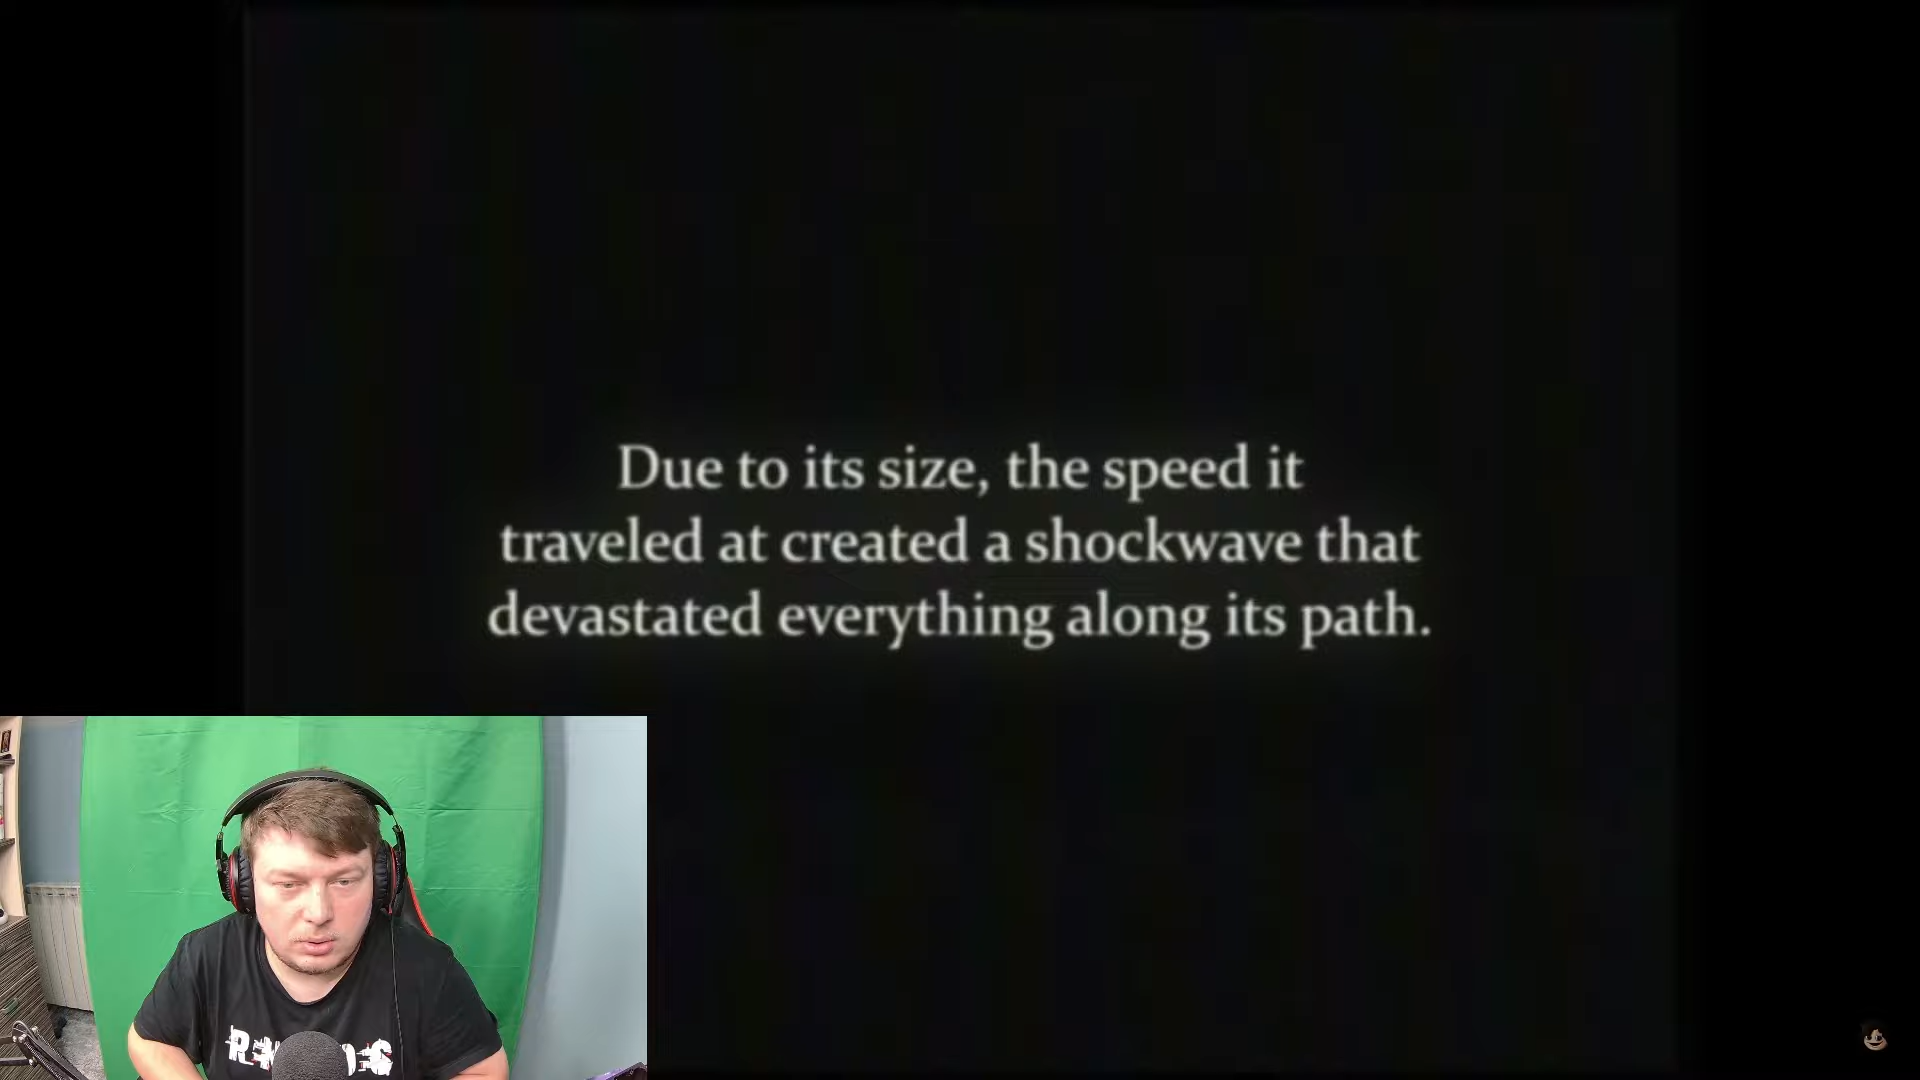 Due to its size, the speed it
traveled at created a shockwave that
devastated everything along its path.